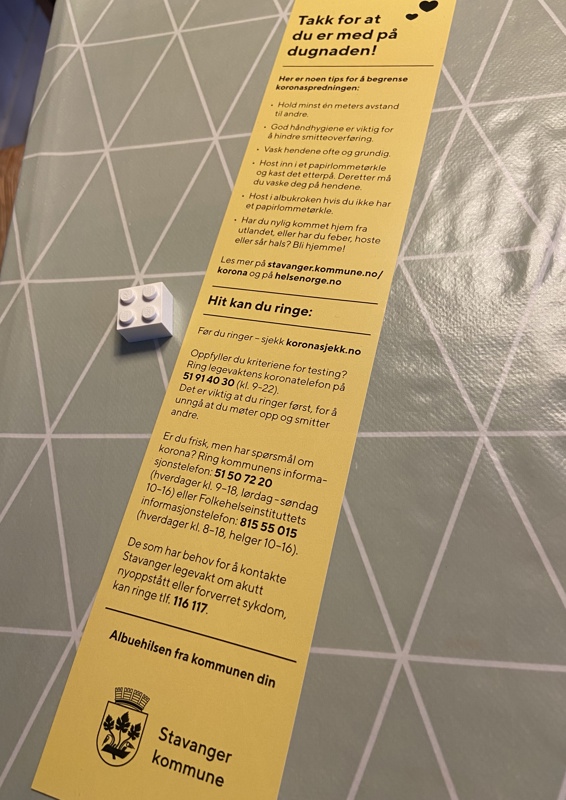 Takk for at
du er med på
dugnaden!
Her er noen tips for å begrense
koronaspredningen:
• Hold minst én meters avstand
til andre.
• God håndhygiene er viktig for
å hindre smitteoverføring.
• Vask hendene ofte og grundig.
• Host inn i et papirlommetørkle
og kast det etterpå. Deretter må
du vaske deg på hendene.
• Host i albukroken hvis du ikke har
et papirlommetørkle.
• Har du nylig kommet hjem fra
utlandet, eller har du feber, hoste
eller sår hals? Bli hjemme!
Les mer på stavanger.kommune.no/
korona og på helsenorge.no
Hit kan du ringe:
Før du ringer – sjekk koronasjekk.no
Oppfyller du kriteriene for testing?
Ring legevaktens koronatelefon på
51 91 40 30 (kl. 9–22).
Det er viktig at du ringer først, for å
unngå at du møter opp og smitter
andre.
Er du frisk, men har spørsmål om
korona? Ring kommunens informa-
sjonstelefon: 51 50 72 20
(hverdager kl. 9–18, lørdag – søndag
10–16) eller Folkehelseinstituttets
informasjonstelefon: 815 55 015
(hverdager kl. 8–18, helger 10–16).
De som har behov for å kontakte
Stavanger legevakt om akutt
nyoppstått eller forverret sykdom,
kan ringe tlf. 116 117.
Albuehilsen fra kommunen din
Stavanger
kommune